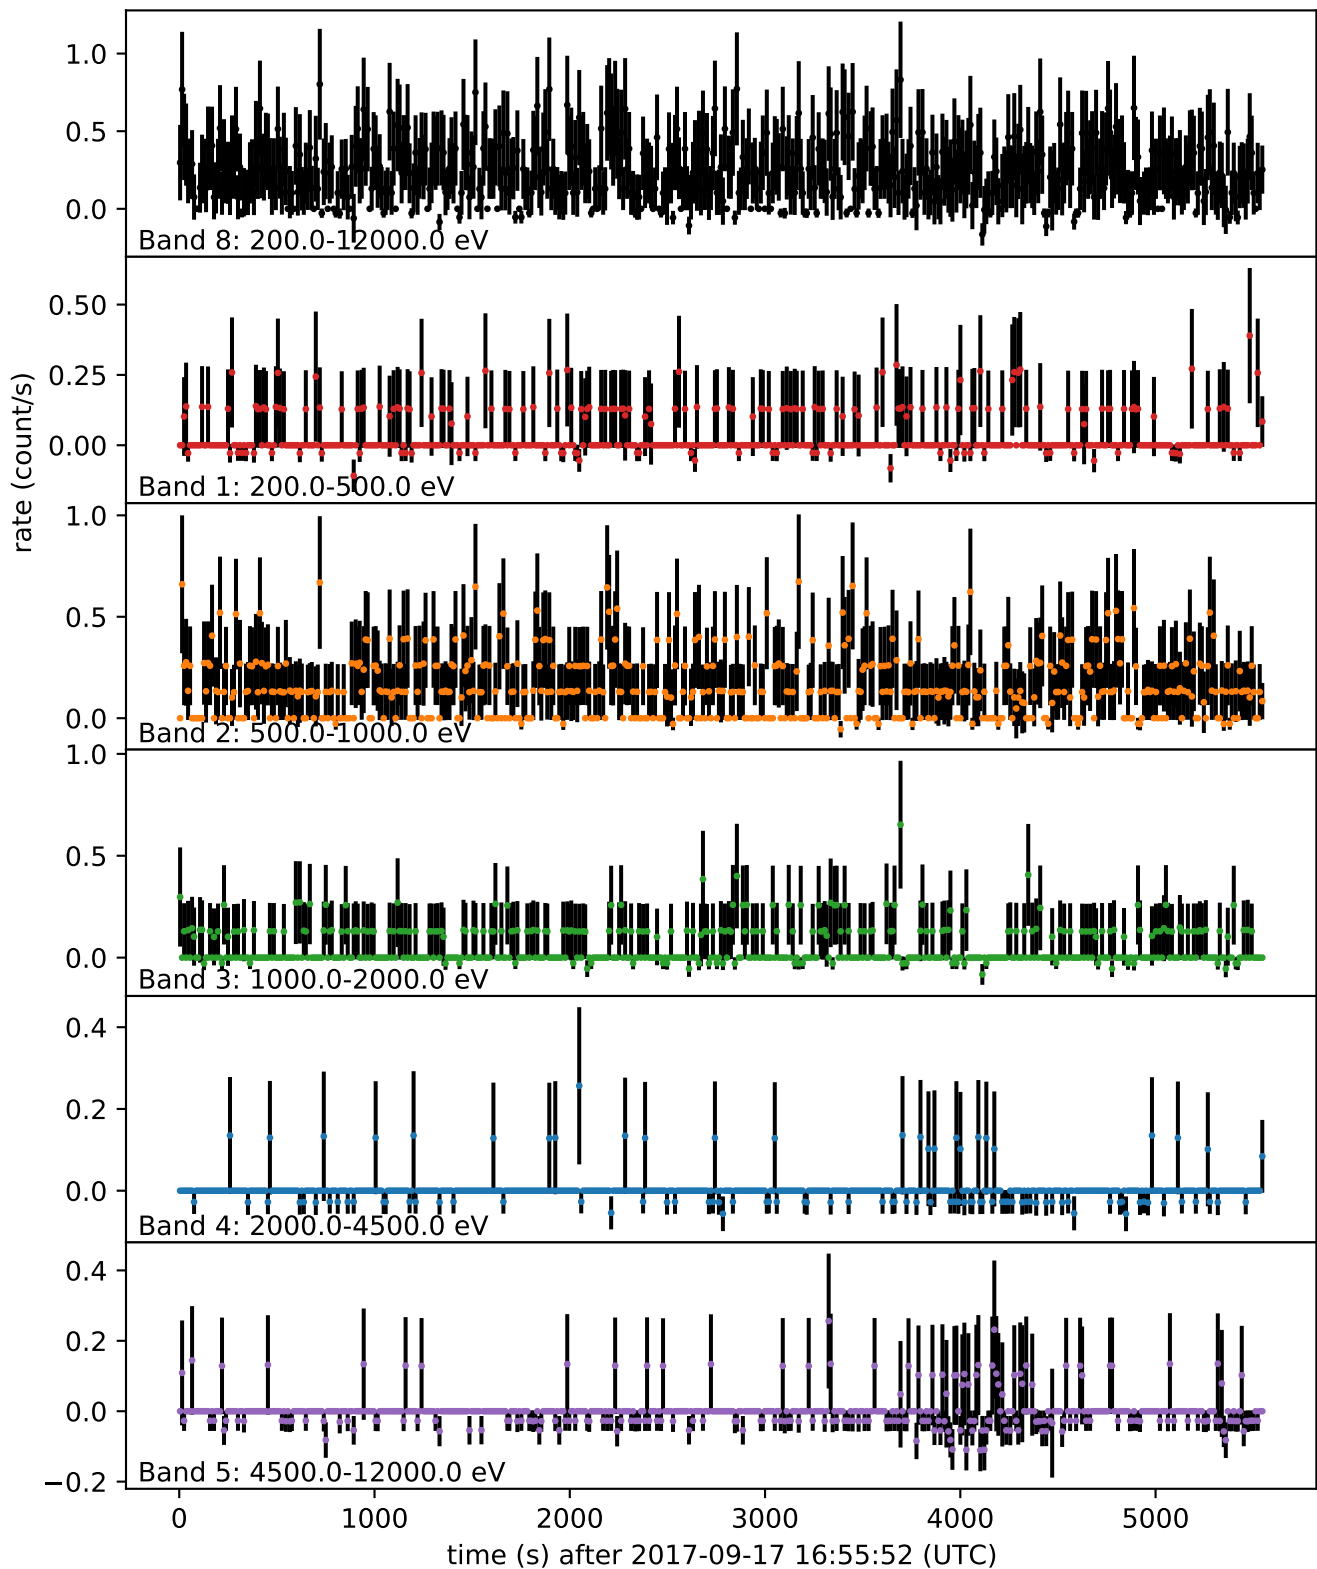 1.0
0.5
0.0
Band 8: 200.0-12000.0 eV
0.50
0.25
0.00
Band 1: 200.0-500.0 eV
rate (count/s)
1.0
0.5
0.0
Band 2: 500.0-1000.0 eV
1.0
0.5
0.0
Band 3: 1000.0-2000.0 eV
0.4
0.2
0.0
Band 4: 2000.0-4500.0 eV
0.4
0.2
0.0
−0.2
Band 5: 4500.0-12000.0 eV
0 1000 2000 3000 4000 5000
time (s) after 2017-09-17 16:55:52 (UTC)